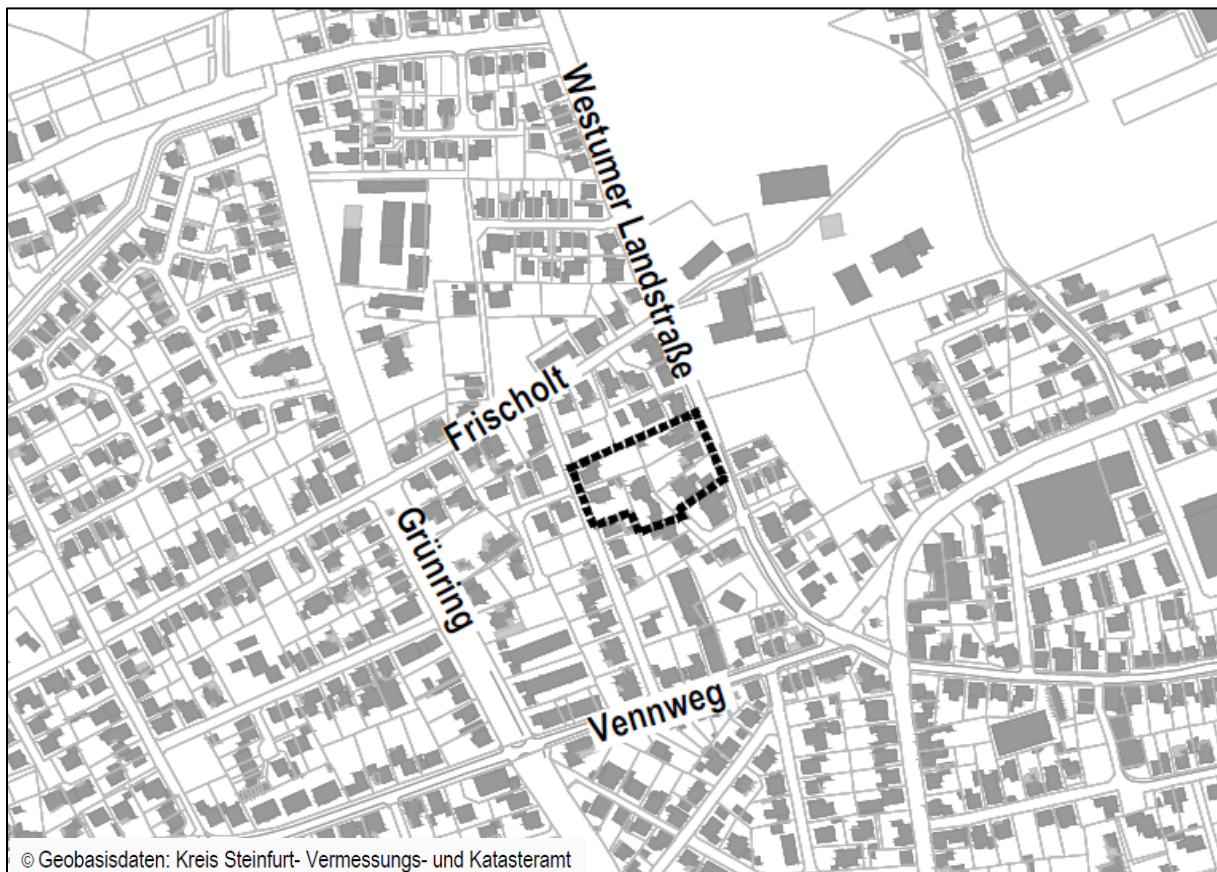 Westumer Landstraße
Frischolt
Grünring
Vennweg
© Geobasisdaten: Kreis Steinfurt- Vermessungs- und Katasteramt